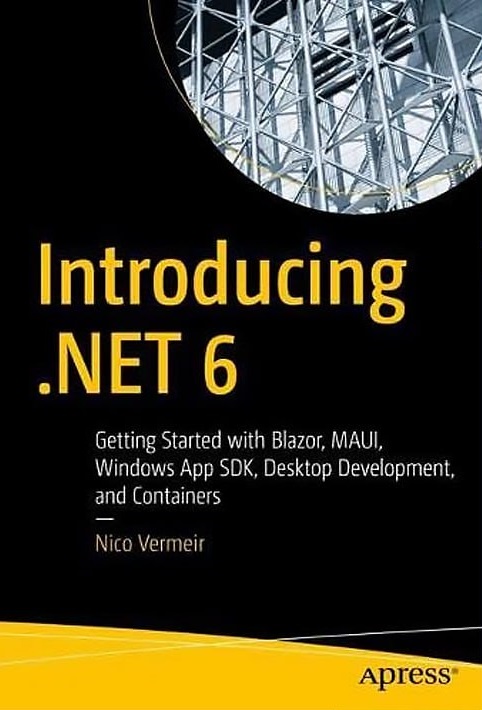 Introducing
.NET 6
Getting Started with Blazor, MAUI,
Windows App SDK, Desktop Development,
and Containers
—
Nico Vermeir
Apress®